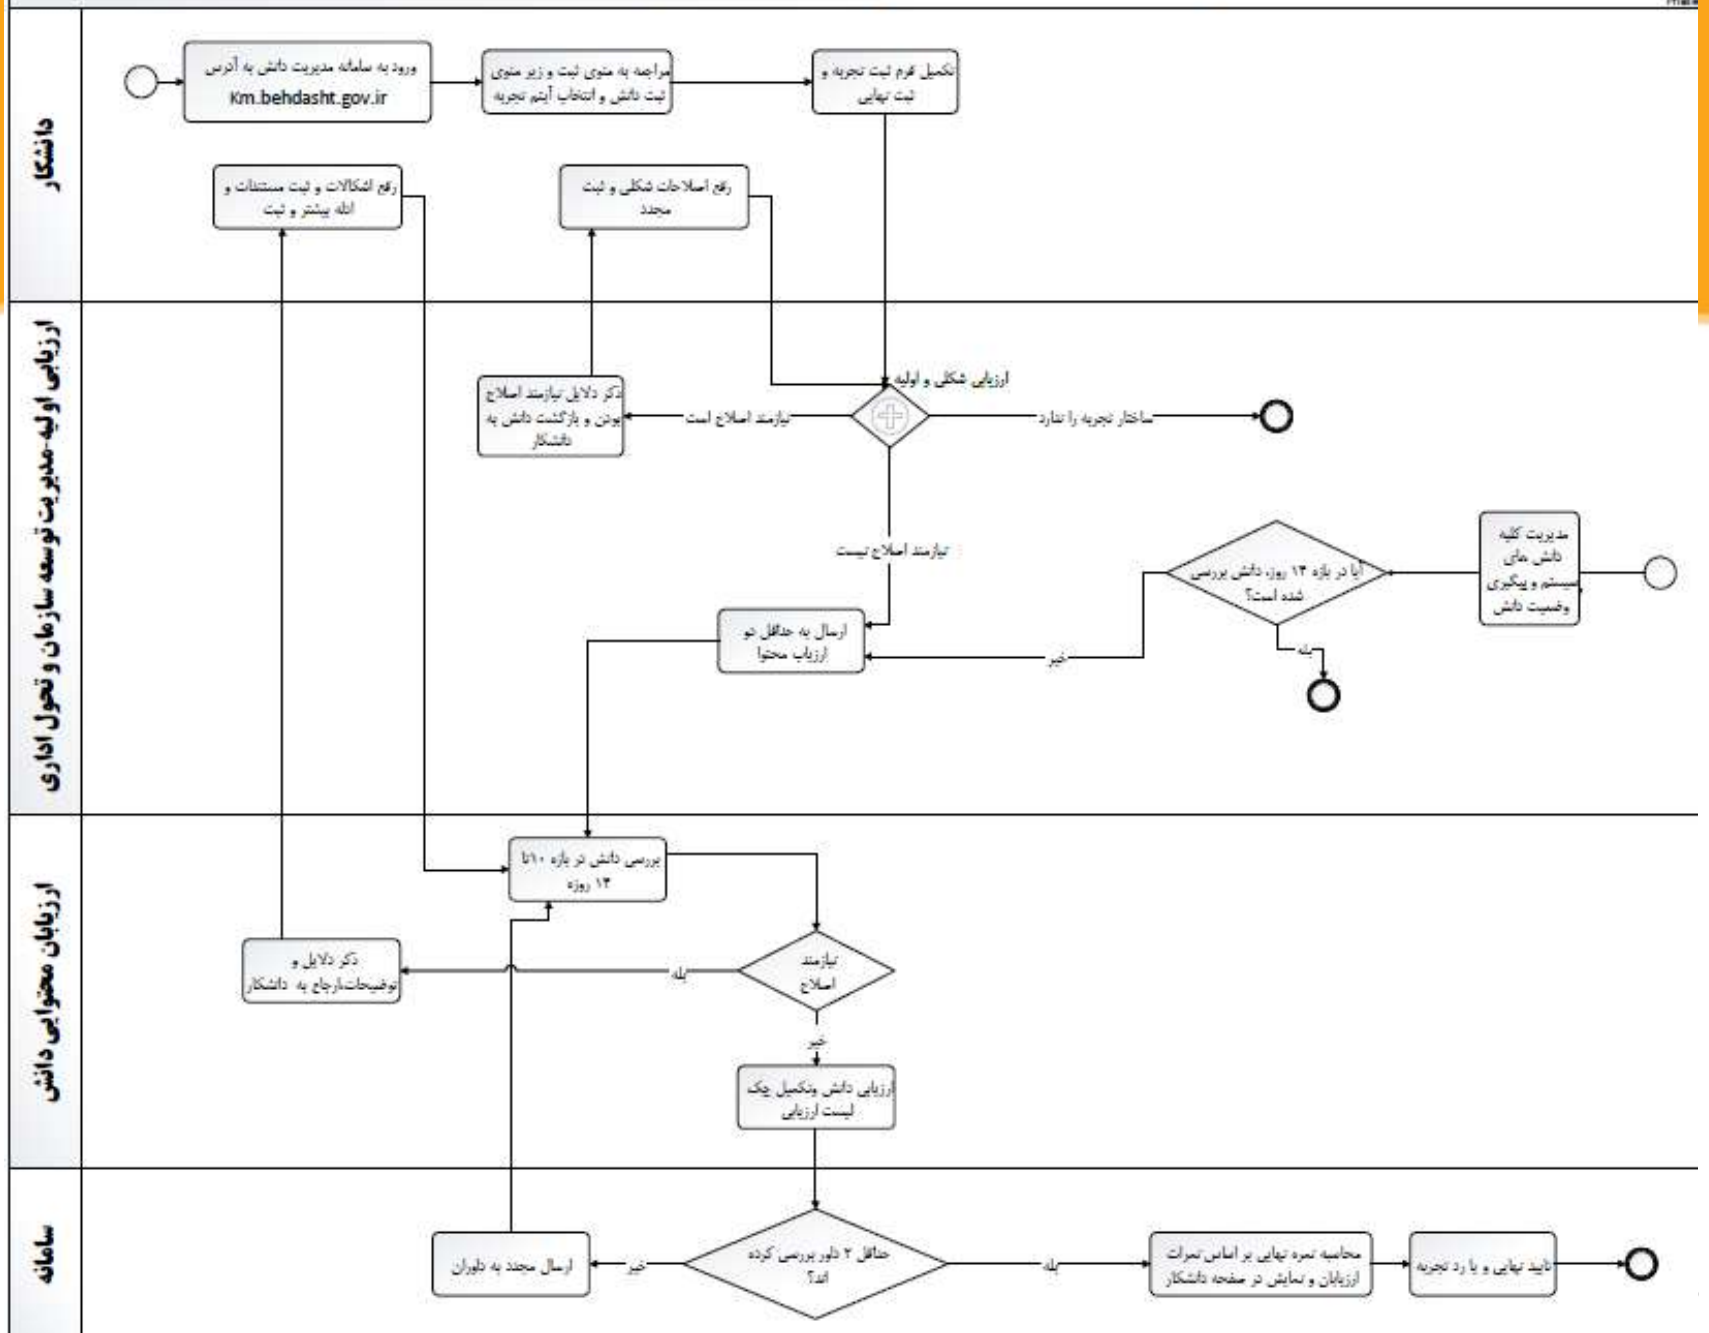 دانشکار
ورود به سامانه مدیریت دانش به آدرس
Km.behdasht.gov.ir
مراجعه به منوی ثبت و زیر منوی
ثبت دانش و انتخاب آیتم تجربه
تکمیل فرم ثبت تجربه و
ثبت نهایی
رفع اشکالات و ثبت مستندات و
ادله بیشتر و ثبت
رفع اصلاحات شکلی و ثبت
مجدد
ارزیابی اولیه-مدیریت توسعه سازمان و تحول اداری
ارزیابی شکلی و اولیه
ساختار تجربه را ندارد
نیازمند اصلاح است
ذکر دلایل نیازمند اصلاح
بودن و بازگشت دانش به
دانشکار
نیازمند اصلاح نیست
مدیریت کلیه
دانش های
سیستم و پیگیری
وضعیت دانش
آیا در بازه ۱۴ روز، دانش بررسی
شده است؟
بله
خیر
ارسال به حداقل دو
ارزیاب محتوا
ارزیابان محتوایی دانش
بررسی دانش در بازه ۱۰تا
۱۴ روزه
نیازمند
اصلاح
بله
ذکر دلایل و
توضیحات،ارجاع به دانشکار
خیر
ارزیابی دانش وتکمیل چک
لیست ارزیابی
سامانه
حداقل ۲ داور بررسی کرده
اند؟
خیر
ارسال مجدد به داوران
بله
محاسبه نمره نهایی بر اساس نمرات
ارزیابان و نمایش در صفحه دانشکار
تایید نهایی و یا رد تجربه